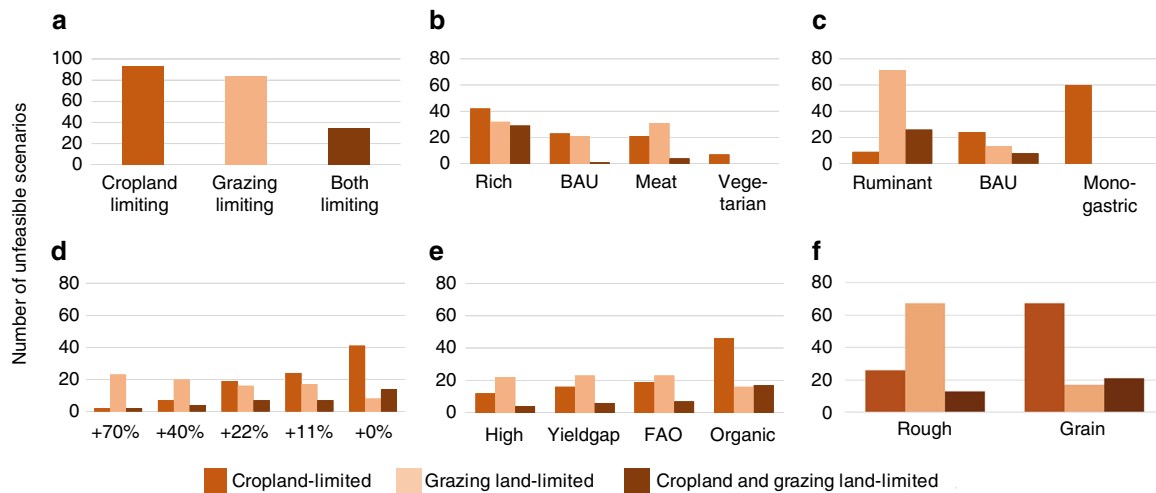 Number of unfeasible scenarios
a
100
80
60
40
20
0
Cropland
limiting
Grazing
limiting
Both
limiting
b
80
60
40
20
0
Rich
BAU
Meat
Vege-
tarian
c
80
60
40
20
0
Ruminant
BAU
Mono-
gastric
d
80
60
40
20
0
+70%
+40%
+22%
+11%
+0%
e
80
60
40
20
0
High
Yieldgap
FAO
Organic
f
80
60
40
20
0
Rough
Grain
Cropland-limited
Grazing land-limited
Cropland and grazing land-limited